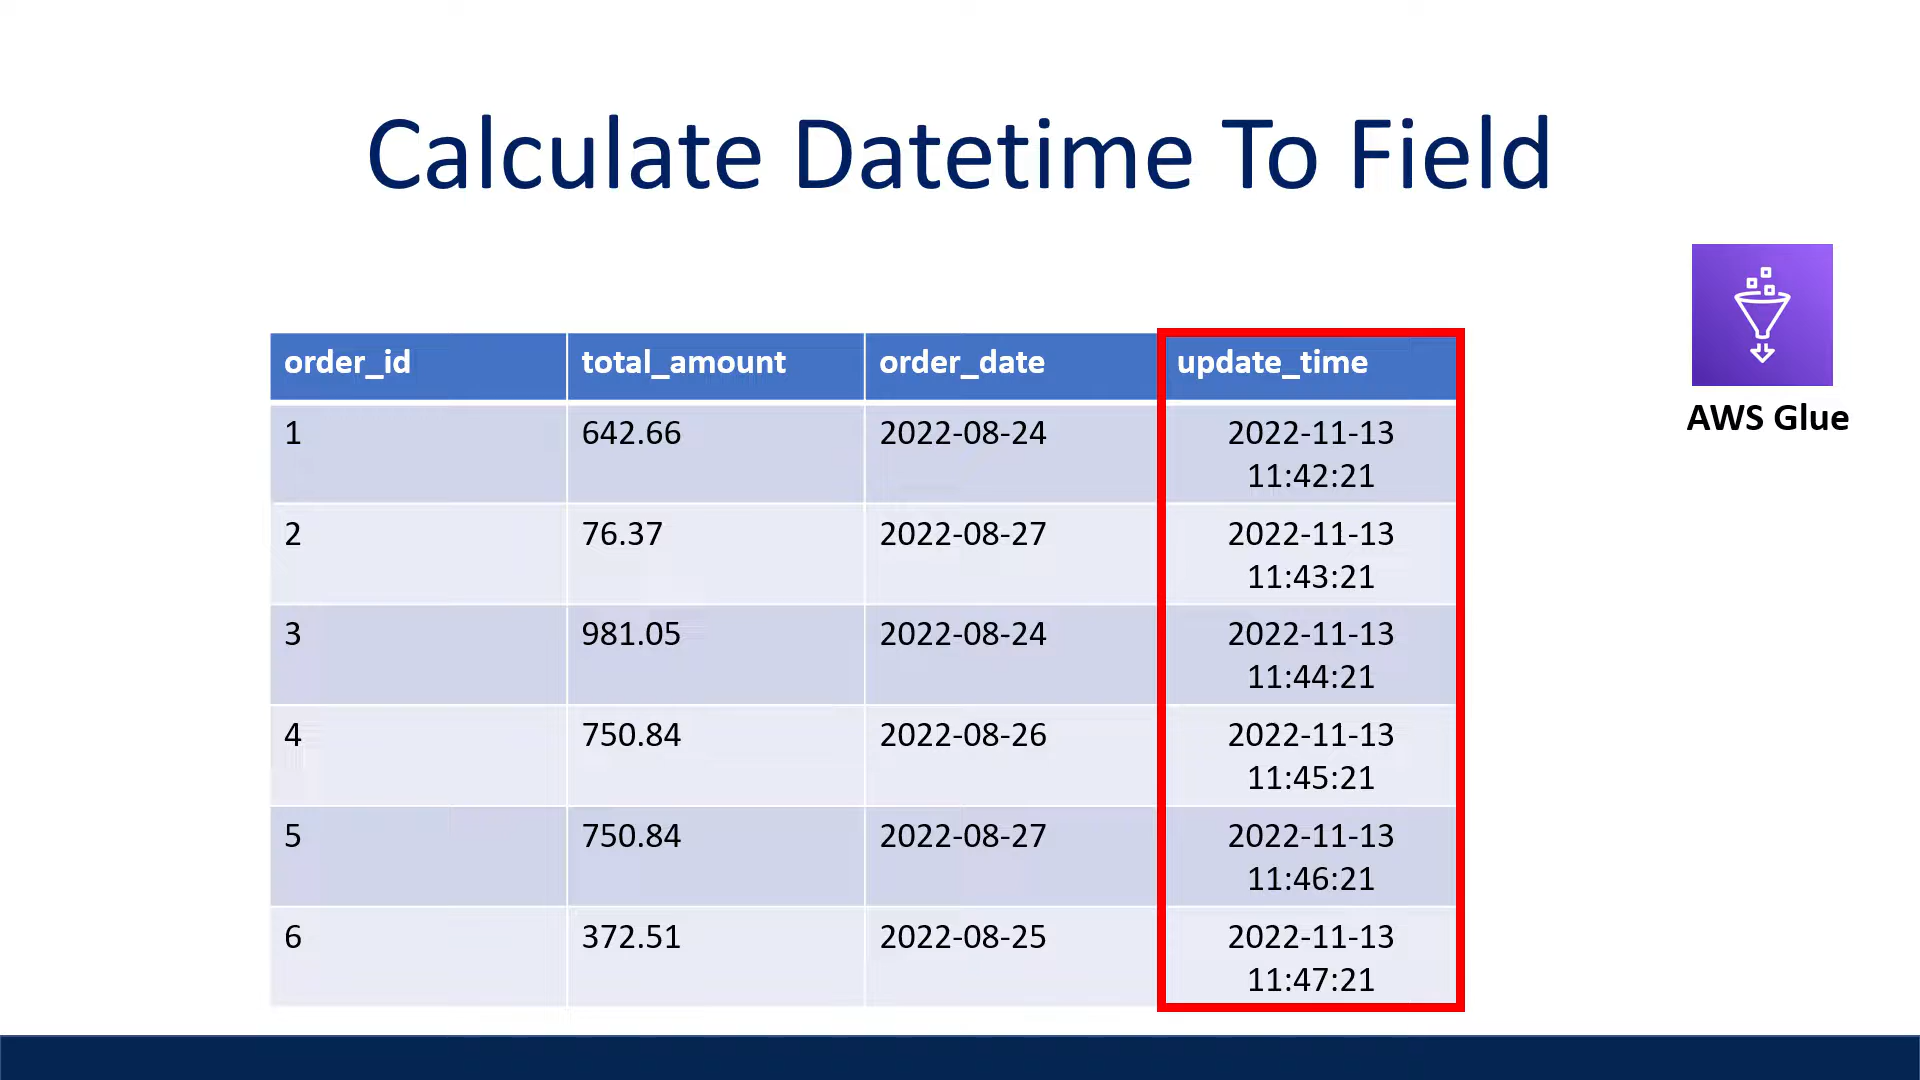 Calculate Datetime To Field
AWS Glue
order_id total_amount order_date update_time
1 642.66 2022-08-24 2022-11-13
11:42:21
2 76.37 2022-08-27 2022-11-13
11:43:21
3 981.05 2022-08-24 2022-11-13
11:44:21
4 750.84 2022-08-26 2022-11-13
11:45:21
5 750.84 2022-08-27 2022-11-13
11:46:21
6 372.51 2022-08-25 2022-11-13
11:47:21